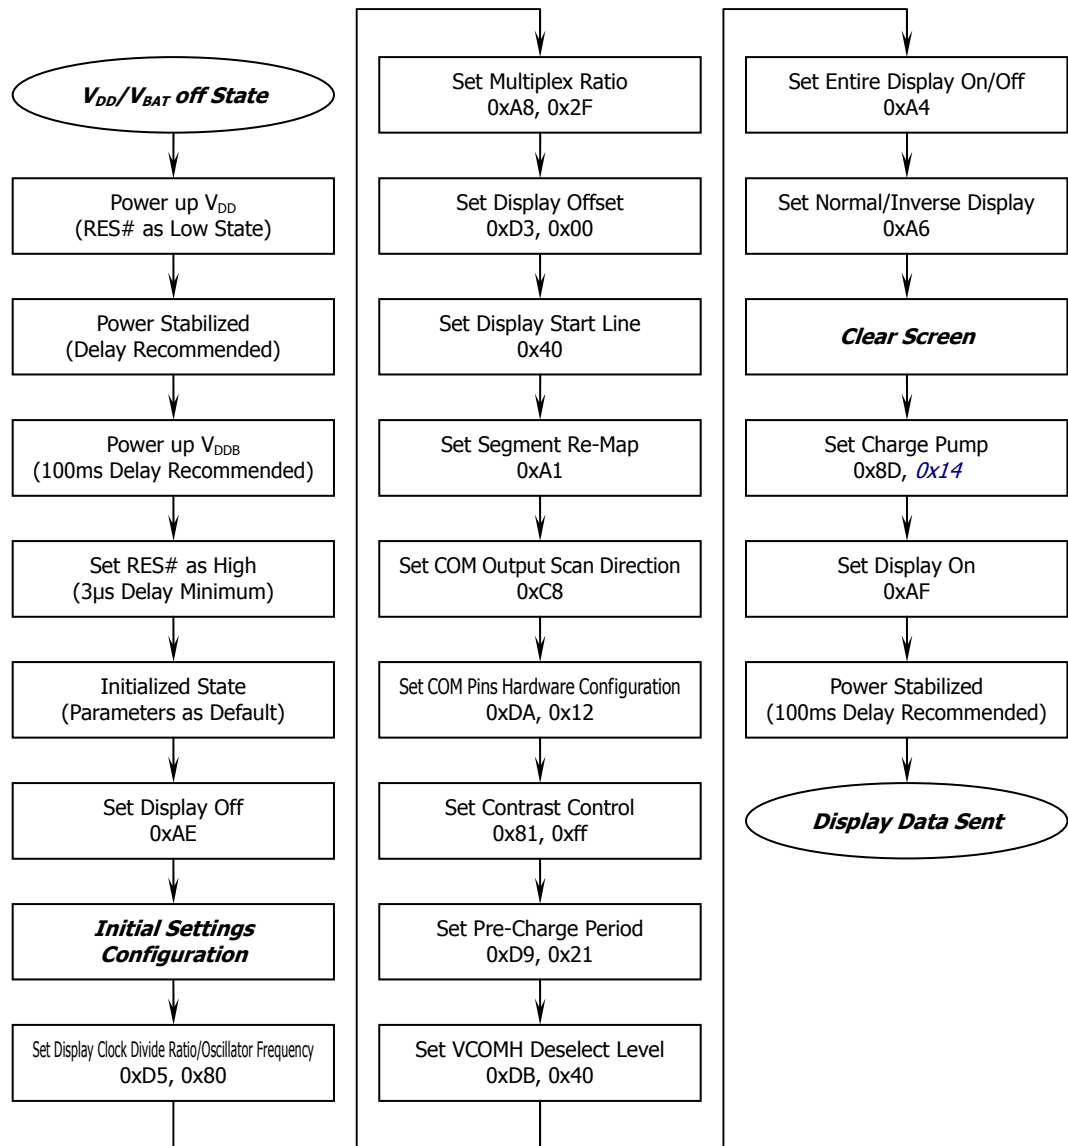 V_DD/V_BAT off State
Power up V_DD
(RES# as Low State)
Power Stabilized
(Delay Recommended)
Power up V_DDB
(100ms Delay Recommended)
Set RES# as High
(3μs Delay Minimum)
Initialized State
(Parameters as Default)
Set Display Off
0xAE
Initial Settings
Configuration
Set Display Clock Divide Ratio/Oscillator Frequency
0xD5, 0x80
Set Multiplex Ratio
0xA8, 0x2F
Set Display Offset
0xD3, 0x00
Set Display Start Line
0x40
Set Segment Re-Map
0xA1
Set COM Output Scan Direction
0xC8
Set COM Pins Hardware Configuration
0xDA, 0x12
Set Contrast Control
0x81, 0xff
Set Pre-Charge Period
0xD9, 0x21
Set VCOMH Deselect Level
0xDB, 0x40
Set Entire Display On/Off
0xA4
Set Normal/Inverse Display
0xA6
Clear Screen
Set Charge Pump
0x8D, 0x14
Set Display On
0xAF
Power Stabilized
(100ms Delay Recommended)
Display Data Sent